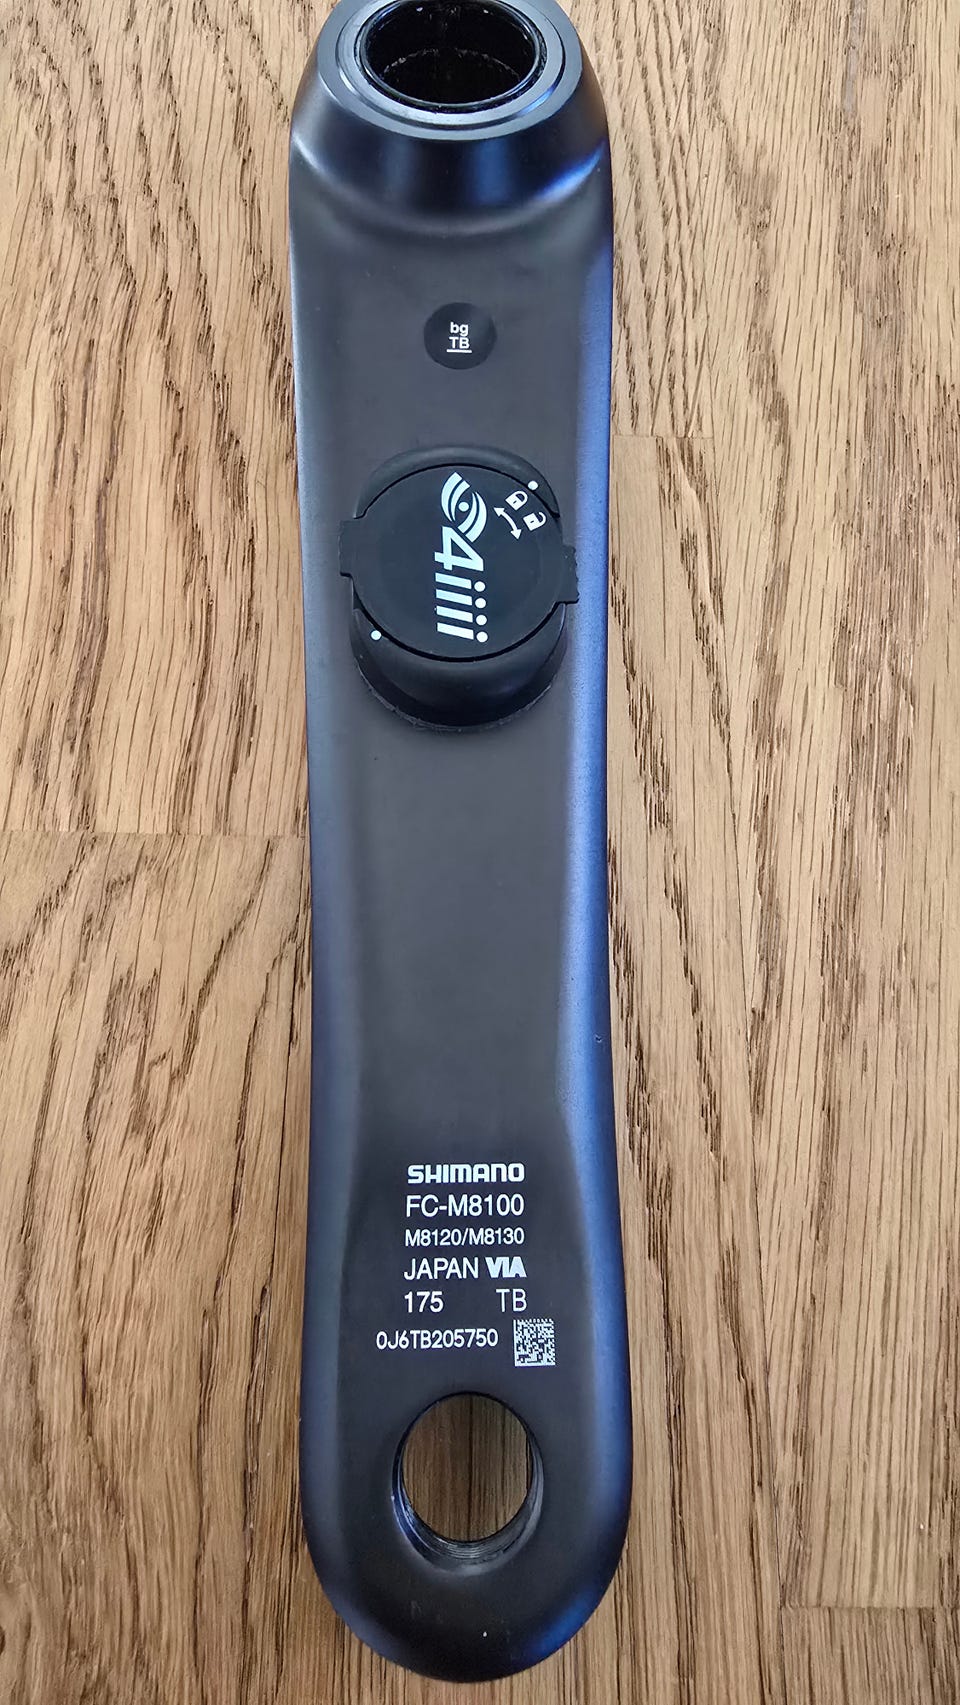 bg
TB
4iiii
SHIMANO
FC-M8100
M8120/M8130
JAPAN VIA
175 TB
0J6TB205750